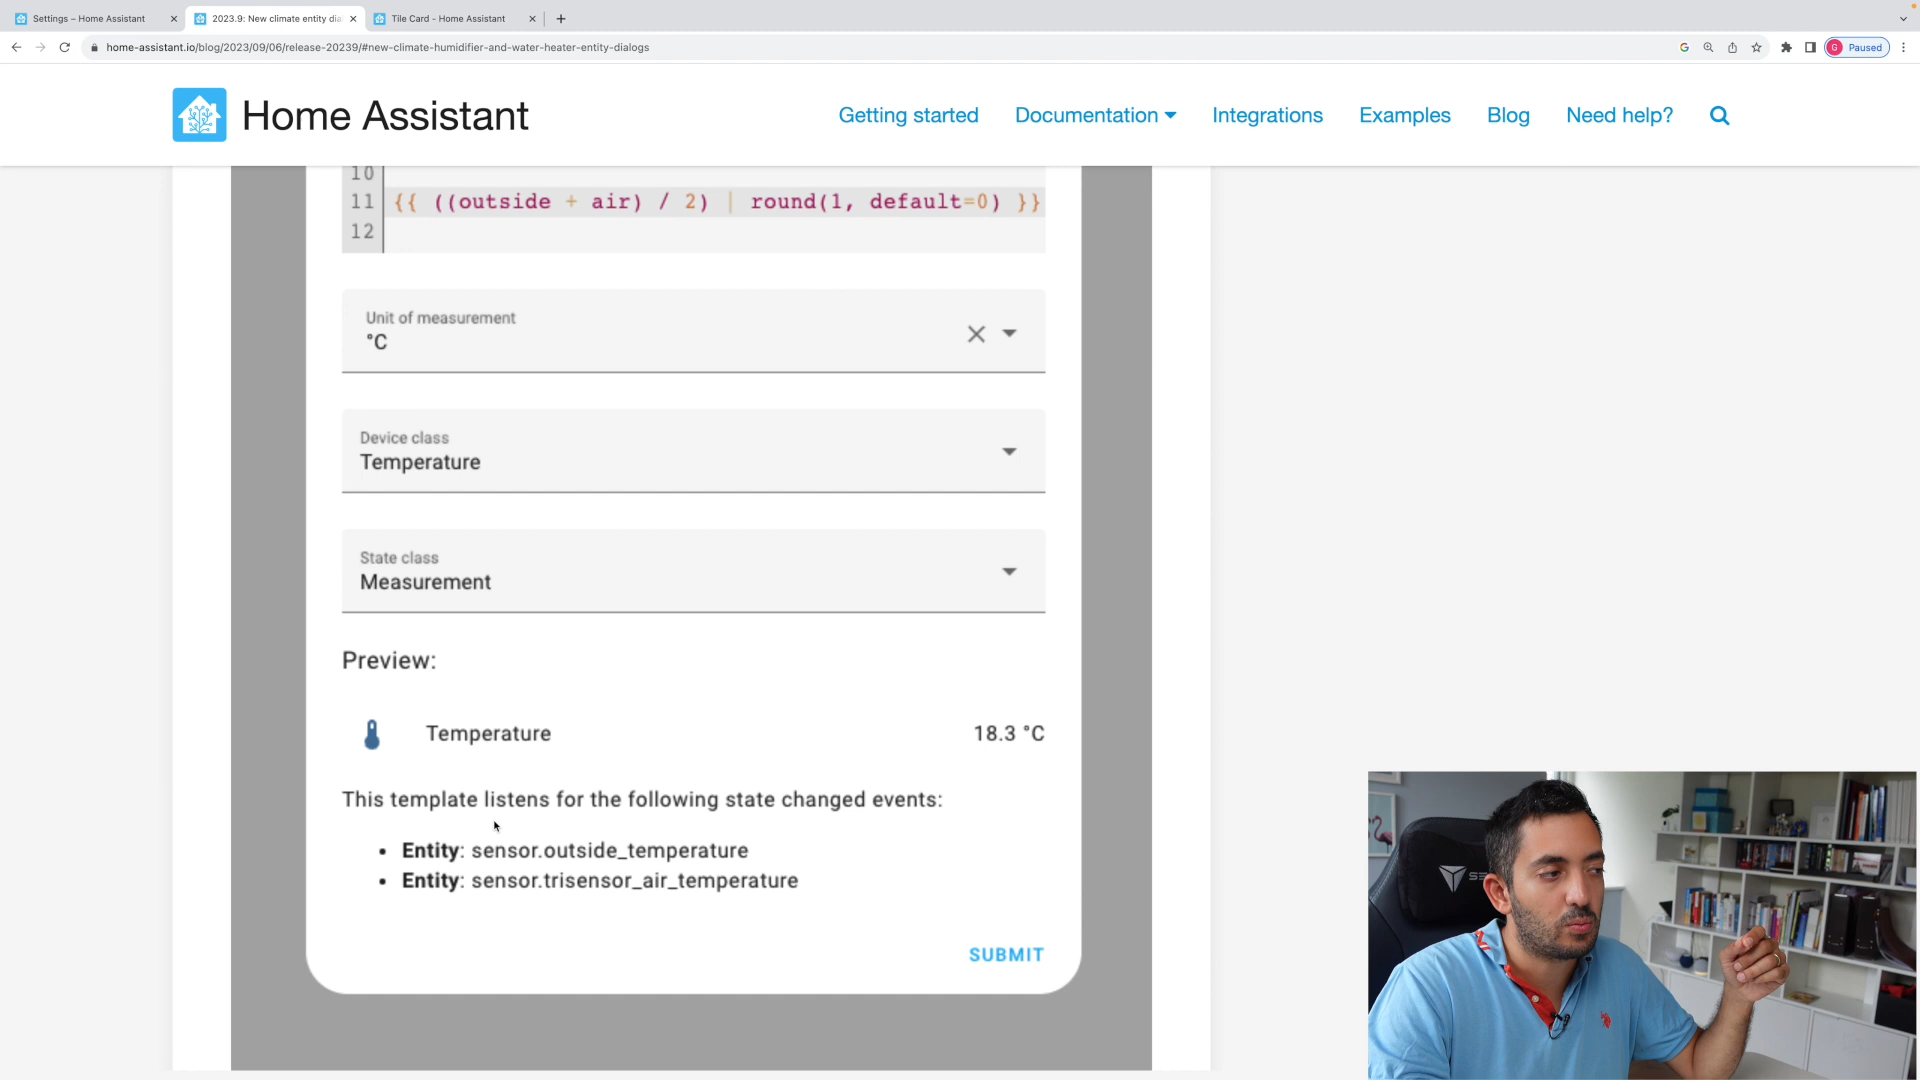 Settings – Home Assistant
2023.9: New climate entity dia
Tile Card - Home Assistant
home-assistant.io/blog/2023/09/06/release-20239/#new-climate-humidifier-and-water-heater-entity-dialogs
G
G Paused
Home Assistant
Getting started
Documentation
Integrations
Examples
Blog
Need help?
10
11 {{ ((outside + air) / 2) | round(1, default=0) }}
12
Unit of measurement
°C
Device class
Temperature
State class
Measurement
Preview:
Temperature 18.3 °C
This template listens for the following state changed events:
• Entity: sensor.outside_temperature
• Entity: sensor.trisensor_air_temperature
SUBMIT